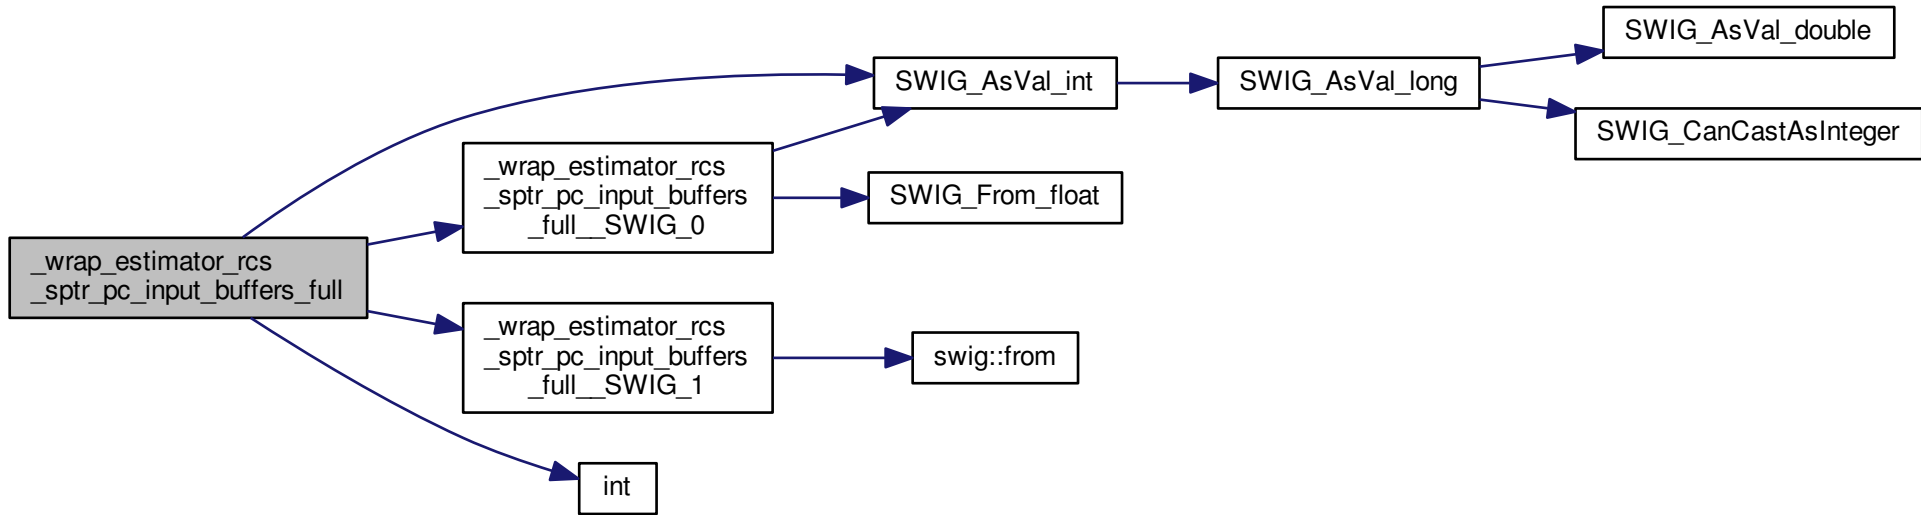 _wrap_estimator_rcs
_sptr_pc_input_buffers_full
SWIG_AsVal_int
_wrap_estimator_rcs
_sptr_pc_input_buffers
_full__SWIG_0
SWIG_From_float
_wrap_estimator_rcs
_sptr_pc_input_buffers
_full__SWIG_1
swig::from
int
SWIG_AsVal_long
SWIG_AsVal_double
SWIG_CanCastAsInteger